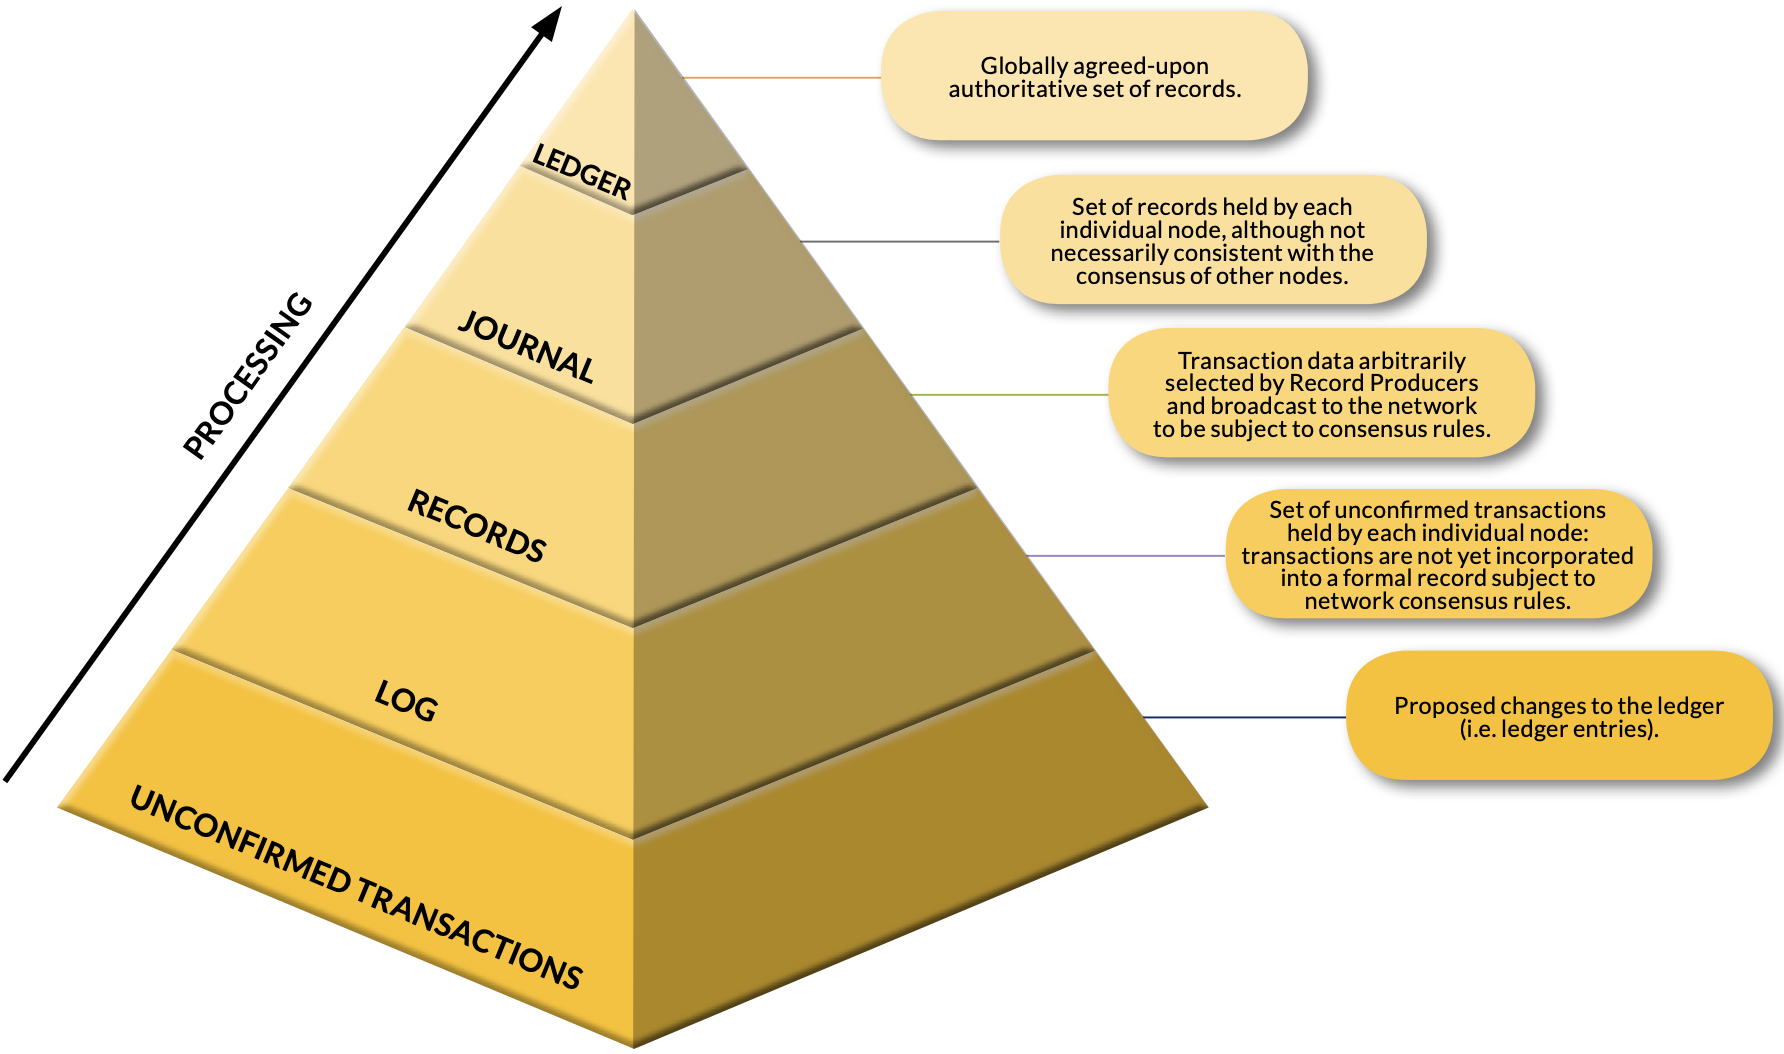 PROCESSING
LEDGER
Globally agreed-upon
authoritative set of records.
JOURNAL
Set of records held by each
individual node, although not
necessarily consistent with the
consensus of other nodes.
RECORDS
Transaction data arbitrarily
selected by Record Producers
and broadcast to the network
to be subject to consensus rules.
LOG
Set of unconfirmed transactions
held by each individual node:
transactions are not yet incorporated
into a formal record subject to
network consensus rules.
UNCONFIRMED TRANSACTIONS
Proposed changes to the ledger
(i.e. ledger entries).